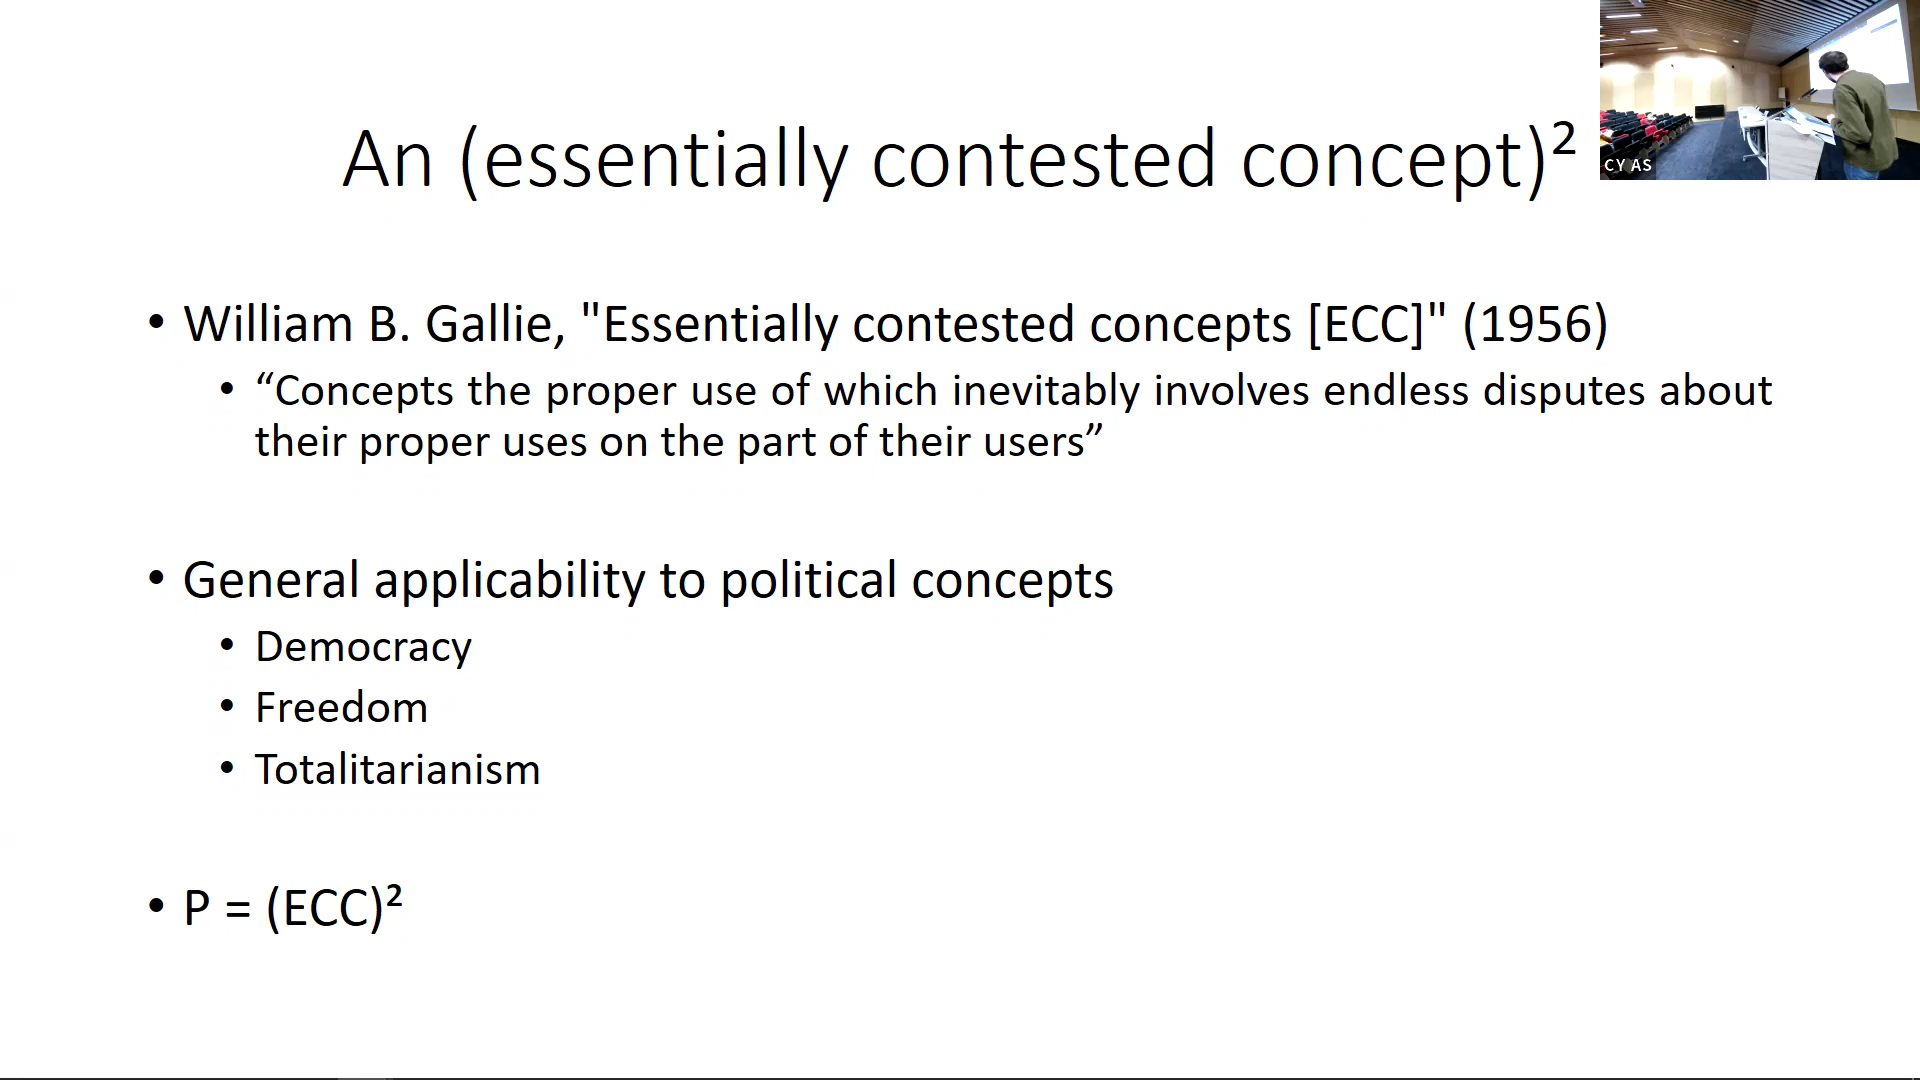 An (essentially contested concept)²
CY AS
• William B. Gallie, "Essentially contested concepts [ECC]" (1956)
• “Concepts the proper use of which inevitably involves endless disputes about
their proper uses on the part of their users”
• General applicability to political concepts
• Democracy
• Freedom
• Totalitarianism
• P = (ECC)²